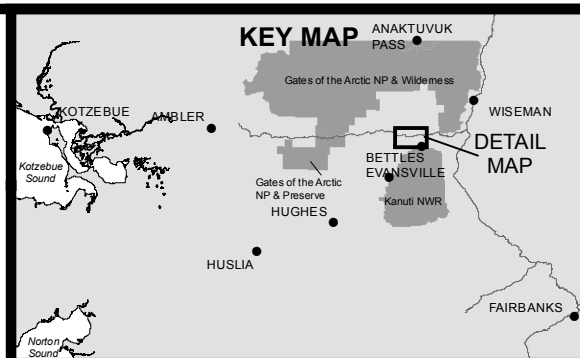 KEY MAP
ANAKTUVUK
PASS
Gates of the Arctic NP & Wilderness
KOTZEBUE
AMBLER
WISEMAN
Kotzebue
Sound
DETAIL
MAP
BETTLES
EVANSVILLE
Gates of the Arctic
NP & Preserve
Kanuti NWR
HUGHES
HUSLIA
FAIRBANKS
Norton
Sound